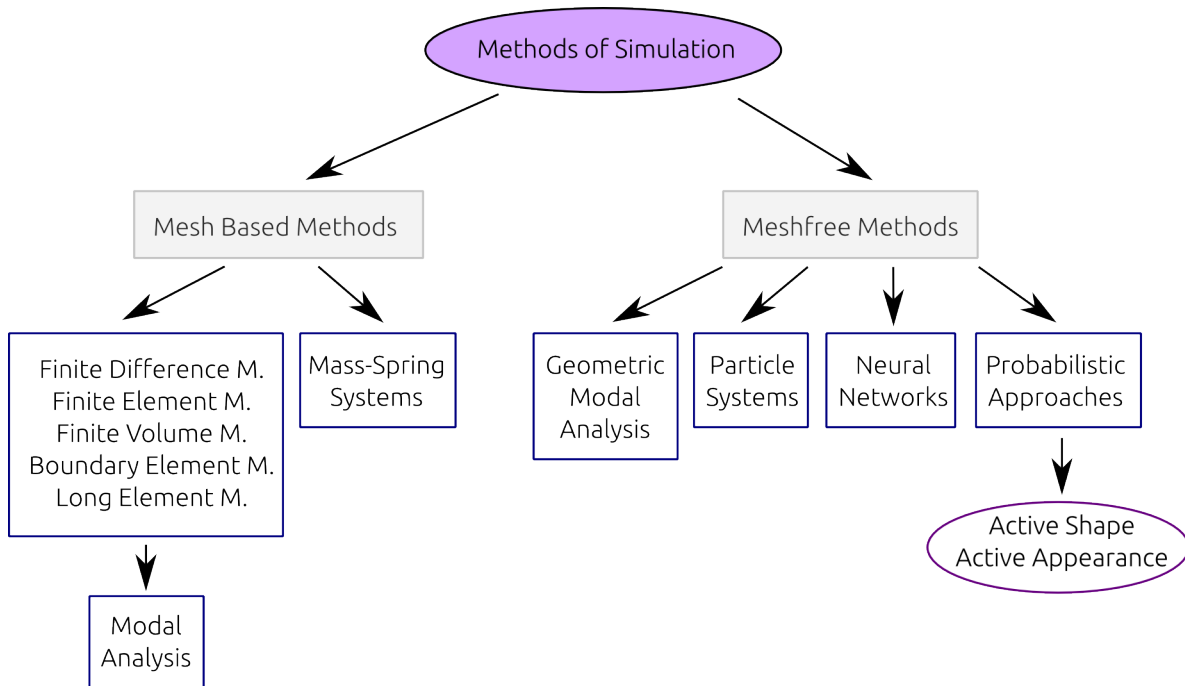 Methods of Simulation
Mesh Based Methods
Meshfree Methods
Finite Difference M.
Finite Element M.
Finite Volume M.
Boundary Element M.
Long Element M.
Mass-Spring
Systems
Geometric
Modal
Analysis
Particle
Systems
Neural
Networks
Probabilistic
Approaches
Active Shape
Active Appearance
Modal
Analysis